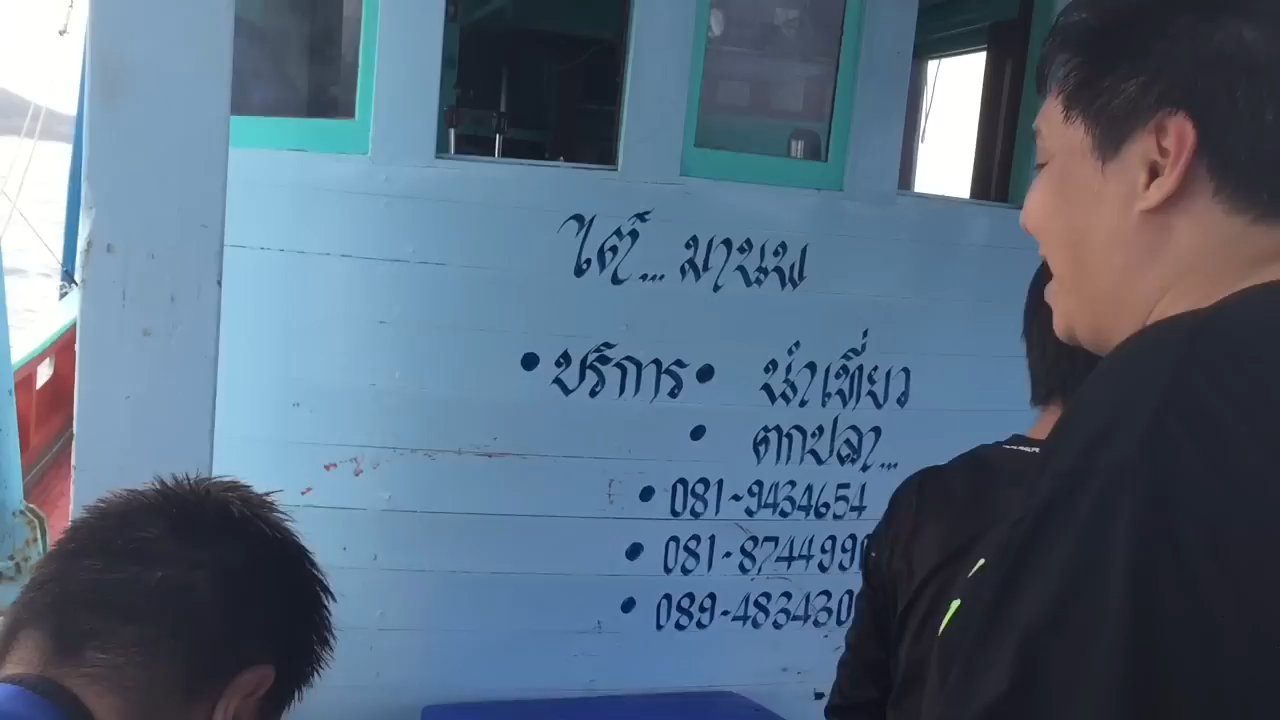 ไต๋... มานพ
• บริการ • นำเที่ยว
• ตกปลา...
• 081-9434654
• 081-874499
• 089-48343